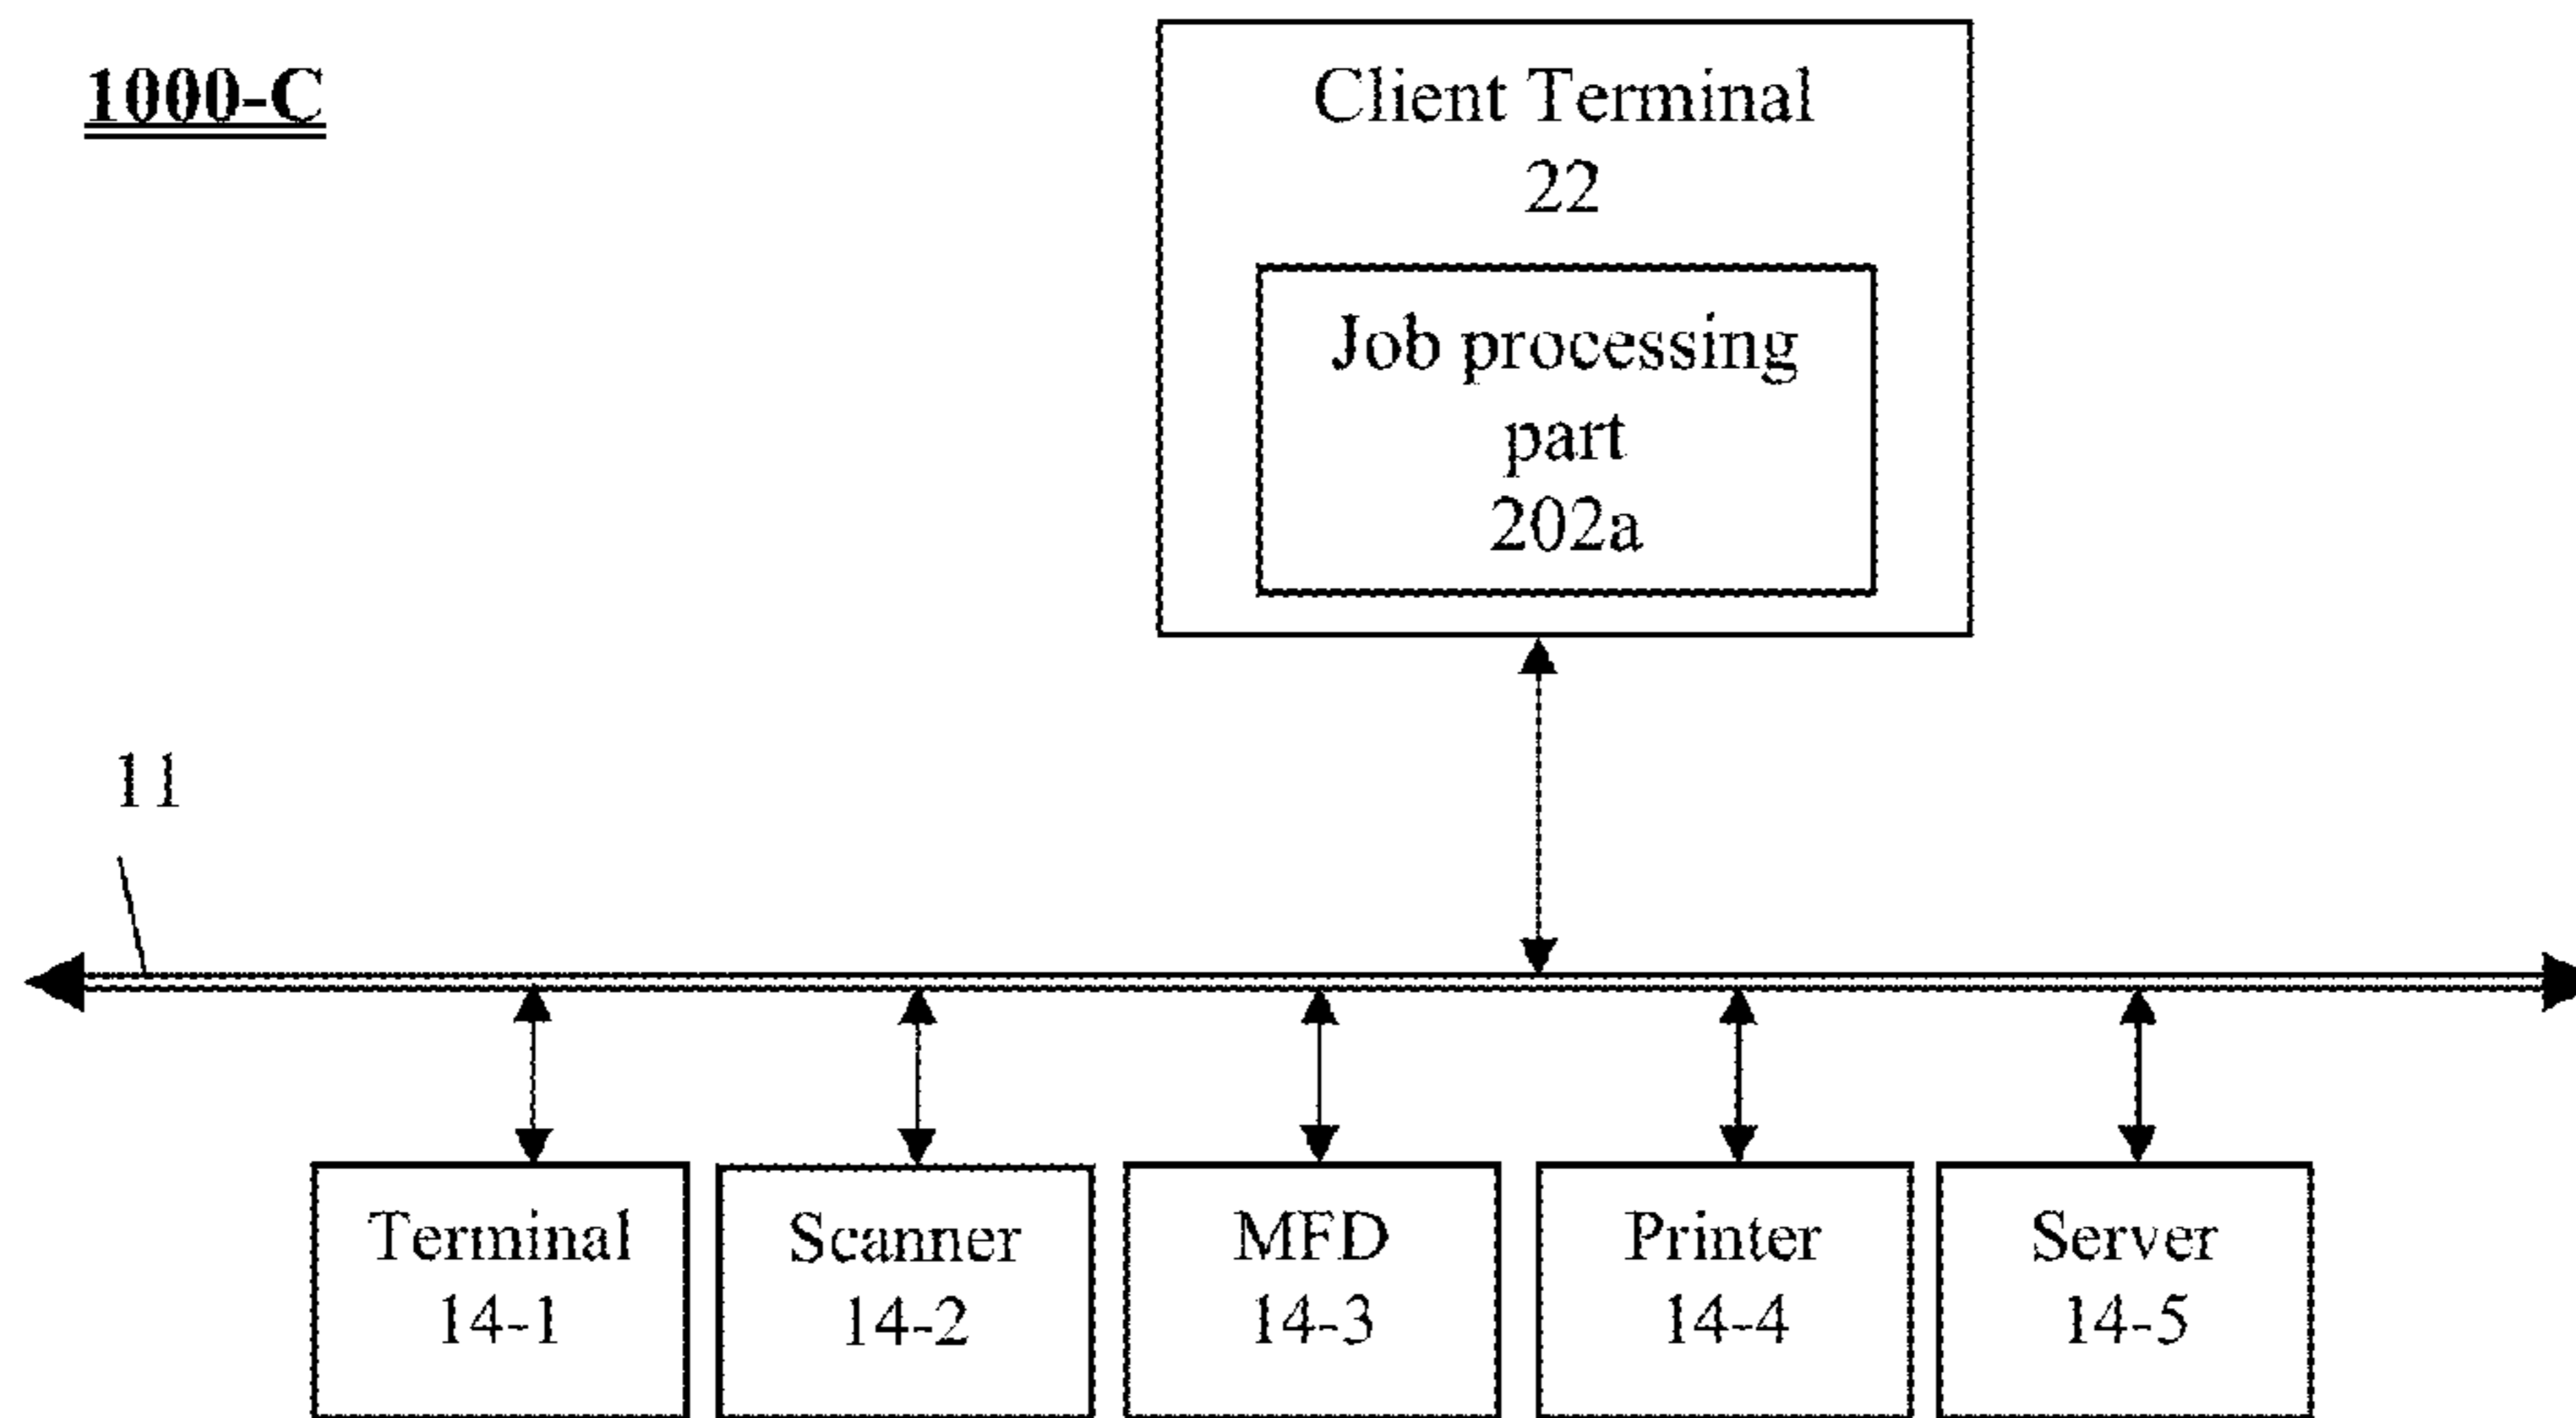 1000-C
Client Terminal
22
Job processing
part
202a
11
Terminal
14-1
Scanner
14-2
MFD
14-3
Printer
14-4
Server
14-5